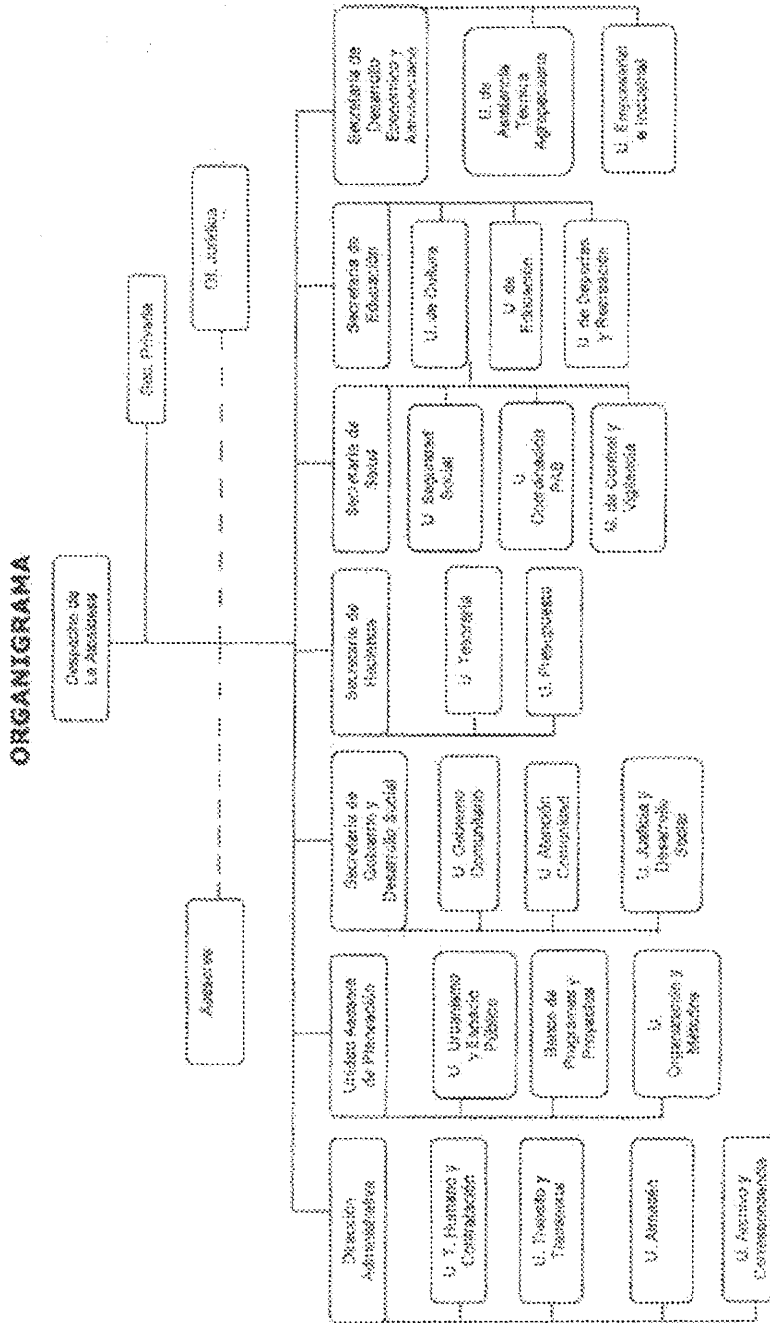 ORGANIGRAMA
Despacho de
La Alcaldesa
Sec. Privada
Asesores
Of. Jurídica
Dirección
Administrativa
U. T. Humano y
Contratación
U. Tránsito y
Transporte
U. Almacén
U. Archivo y
Correspondencia
Unidad Asesora
de Planeación
U. Urbanismo
y Espacio
Público
Banco de
Programas y
Proyectos
U.
Organización y
Métodos
Secretaría de
Gobierno y
Desarrollo Social
U. Gobierno
Comunitario
U. Atención
Comunidad
U. Justicia y
Desarrollo
Social
Secretaría de
Hacienda
U. Tesorería
U. Presupuesto
Secretaría de
Salud
U. Seguridad
Social
U.
Coordinación
PAB
U. de Control y
Vigilancia
Secretaría de
Educación
U. de Cultura
U. de
Educación
U. de Deportes
y Recreación
Secretaría de
Desarrollo
Económico y
Agropecuario
U. de
Asistencia
Técnica
Agropecuaria
U. Empresarial
e Industrial